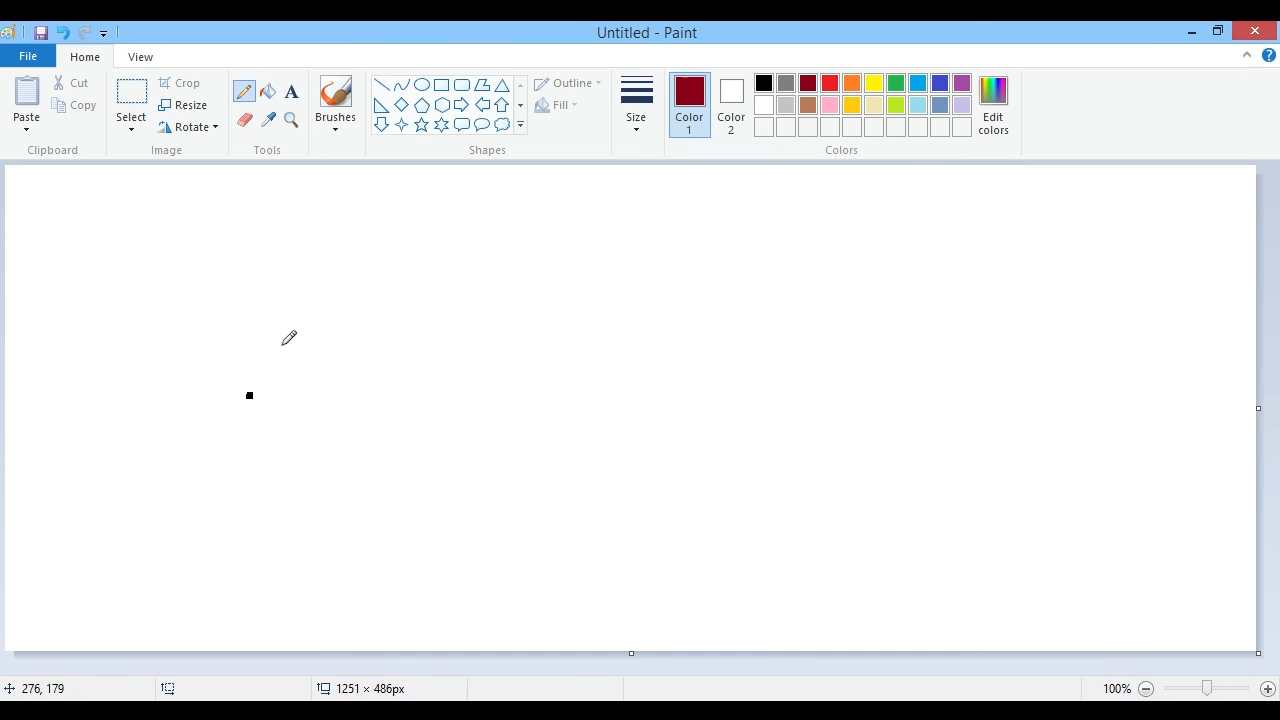 Untitled - Paint
File Home View
Paste
Cut
Copy
Clipboard
Select
Crop
Resize
Rotate
Image
A
Tools
Brushes
Shapes
Outline
Fill
Size
Color
1
Color
2
Edit
colors
Colors
276, 179
1251 × 486px
100%